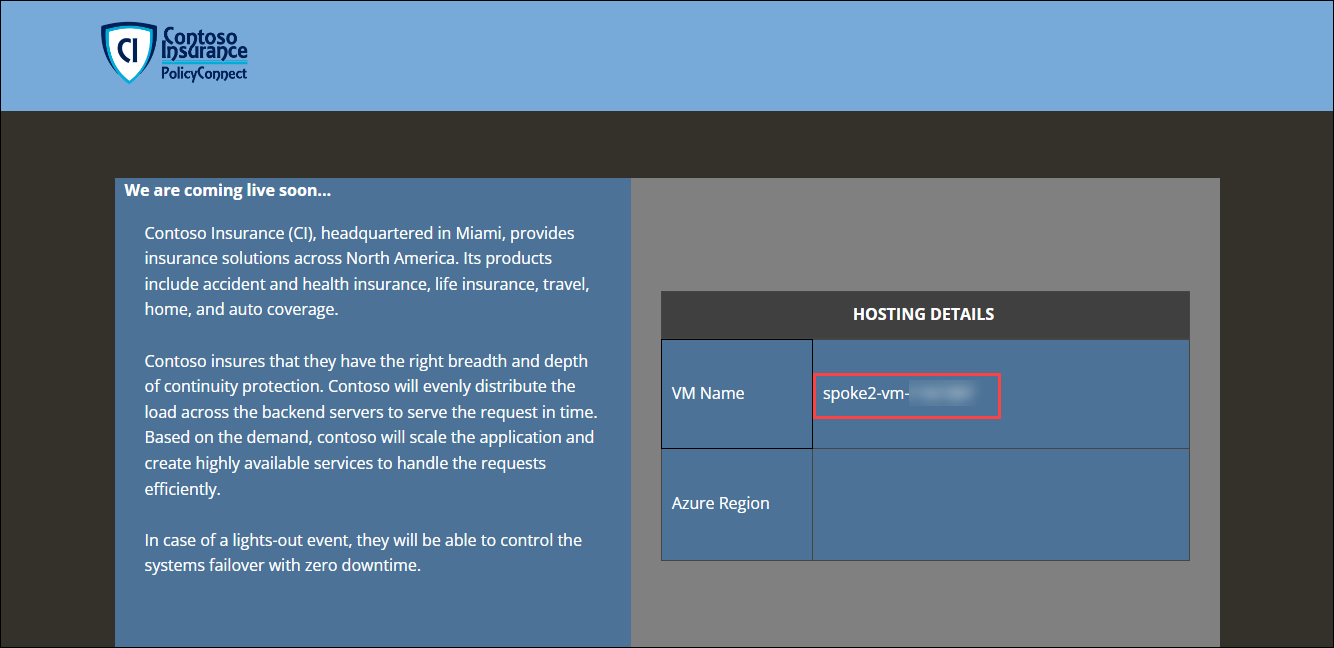 CI
Contoso
Insurance
PolicyConnect
We are coming live soon...
Contoso Insurance (CI), headquartered in Miami, provides
insurance solutions across North America. Its products
include accident and health insurance, life insurance, travel,
home, and auto coverage.
Contoso insures that they have the right breadth and depth
of continuity protection. Contoso will evenly distribute the
load across the backend servers to serve the request in time.
Based on the demand, contoso will scale the application and
create highly available services to handle the requests
efficiently.
In case of a lights-out event, they will be able to control the
systems failover with zero downtime.
HOSTING DETAILS
VM Name
spoke2-vm-
Azure Region